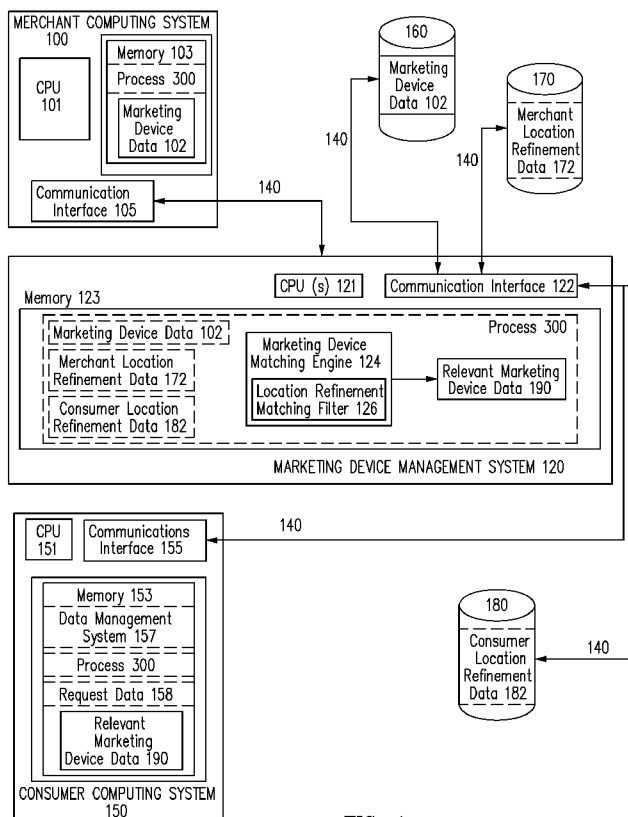 MERCHANT COMPUTING SYSTEM
100
CPU
101
Memory 103
Process 300
Marketing
Device
Data 102
Communication
Interface 105
140
160
Marketing
Device
Data 102
140
170
Merchant
Location
Refinement
Data 172
140
CPU (s) 121
Communication Interface 122
Memory 123
Process 300
Marketing Device Data 102
Merchant Location
Refinement Data 172
Consumer Location
Refinement Data 182
Marketing Device
Matching Engine 124
Location Refinement
Matching Filter 126
Relevant Marketing
Device Data 190
MARKETING DEVICE MANAGEMENT SYSTEM 120
CPU
151
Communications
Interface 155
140
Memory 153
Data Management
System 157
Process 300
Request Data 158
Relevant
Marketing
Device Data 190
CONSUMER COMPUTING SYSTEM
150
180
Consumer
Location
Refinement
Data 182
140